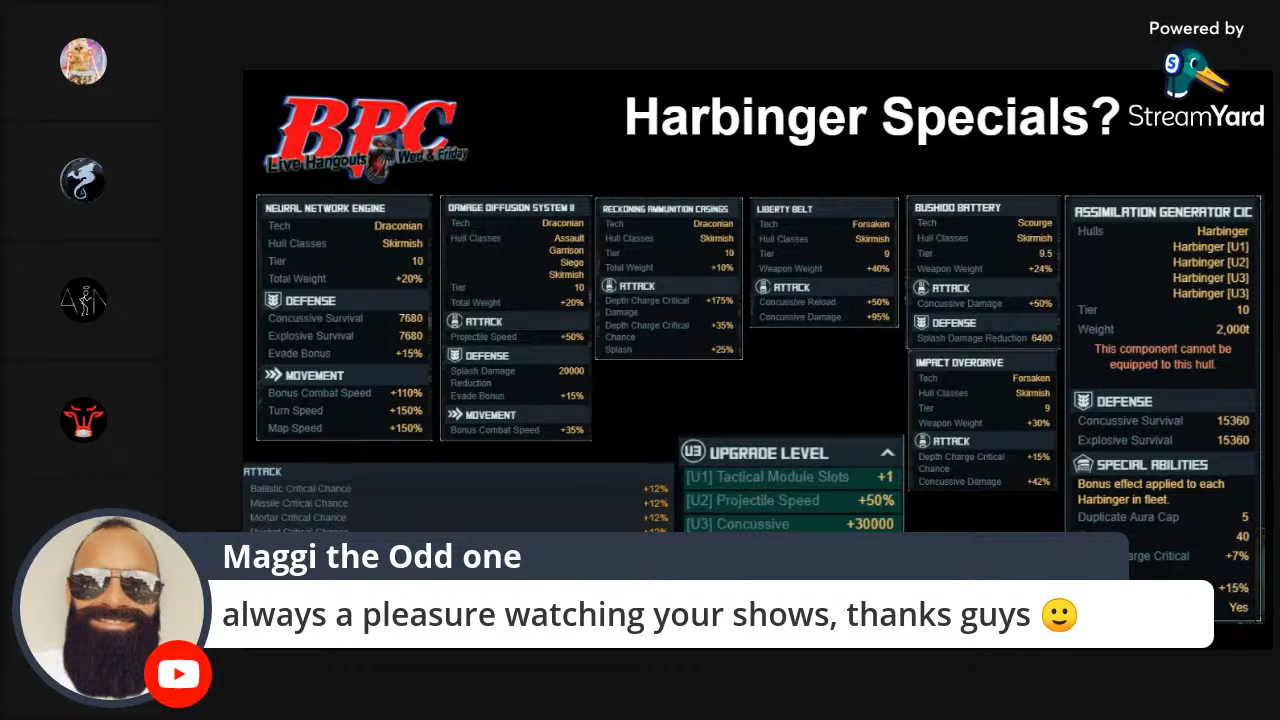 Powered by
S
StreamYard
BPC
Live Hangouts Wed & Friday
Harbinger Specials?
NEURAL NETWORK ENGINE
Tech Draconian
Hull Classes Skirmish
Tier 10
Total Weight +20%
DEFENSE
Concussive Survival 7680
Explosive Survival 7680
Evade Bonus +15%
MOVEMENT
Bonus Combat Speed +110%
Turn Speed +150%
Map Speed +150%
DAMAGE DIFFUSION SYSTEM II
Tech Draconian
Hull Classes Assault
Garrison
Siege
Skirmish
Tier 10
Total Weight +20%
ATTACK
Projectile Speed +50%
DEFENSE
Splash Damage 20000
Reduction
Evade Bonus +15%
MOVEMENT
Bonus Combat Speed +35%
RECKONING AMMUNITION CASINGS
Tech Draconian
Hull Classes Skirmish
Tier 10
Total Weight +10%
ATTACK
Depth Charge Critical +175%
Damage
Depth Charge Critical +35%
Chance
Splash +25%
LIBERTY BELT
Tech Forsaken
Hull Classes Skirmish
Tier 9
Weapon Weight +40%
ATTACK
Concussive Reload +50%
Concussive Damage +95%
BUSHIDO BATTERY
Tech Scourge
Hull Classes Skirmish
Tier 9.5
Weapon Weight +24%
ATTACK
Concussive Damage +50%
DEFENSE
Splash Damage Reduction 6400
IMPACT OVERDRIVE
Tech Forsaken
Hull Classes Skirmish
Tier 9
Weapon Weight +30%
ATTACK
Depth Charge Critical +15%
Chance
Concussive Damage +42%
ASSIMILATION GENERATOR CIC
Hulls Harbinger
Harbinger [U1]
Harbinger [U2]
Harbinger [U3]
Harbinger [U3]
Tier 10
Weight 2,000t
This component cannot be
equipped to this hull.
DEFENSE
Concussive Survival 15360
Explosive Survival 15360
SPECIAL ABILITIES
Bonus effect applied to each
Harbinger in fleet.
Duplicate Aura Cap 5
40
Critical +7%
+15%
Yes
ATTACK
Ballistic Critical Chance +12%
Missile Critical Chance +12%
Mortar Critical Chance +12%
U3 UPGRADE LEVEL
[U1] Tactical Module Slots +1
[U2] Projectile Speed +50%
[U3] Concussive +30000
Maggi the Odd one
always a pleasure watching your shows, thanks guys 🙂